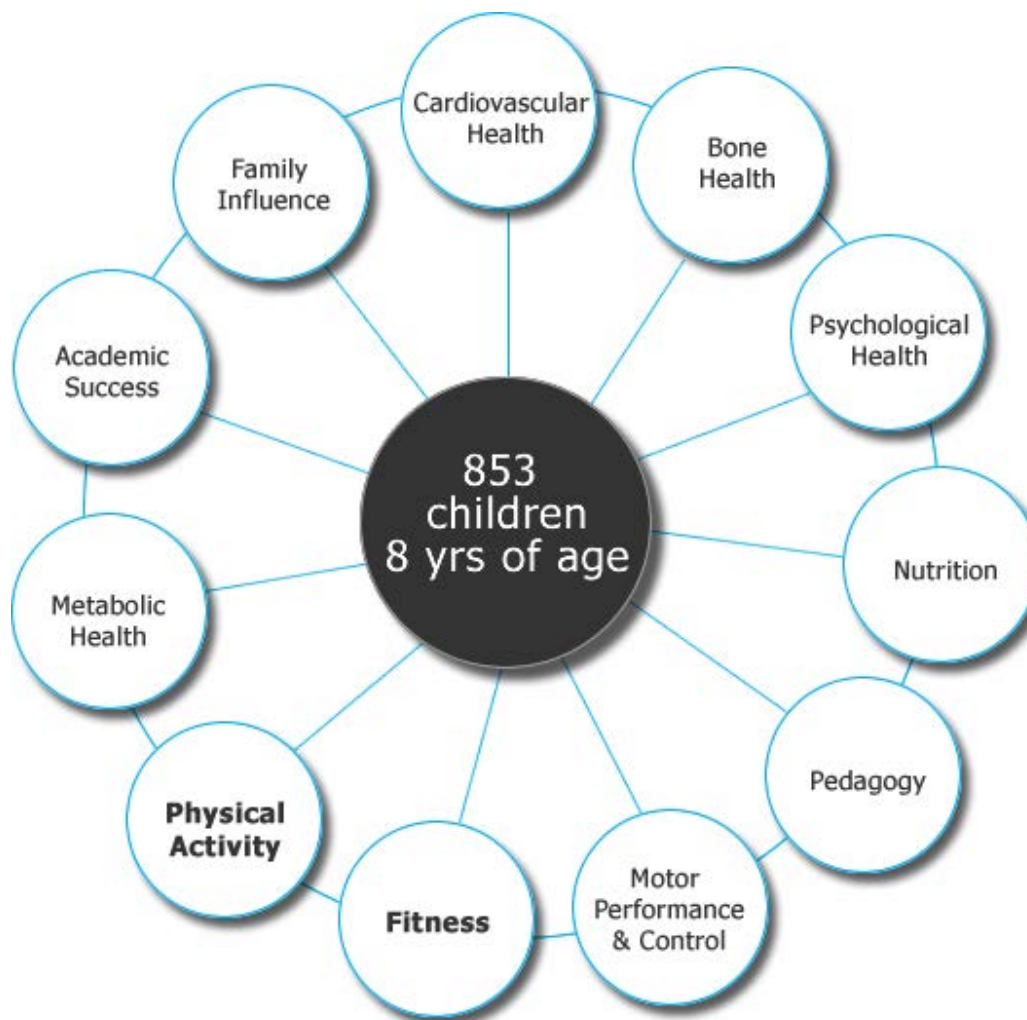 Cardiovascular
Health
Bone
Health
Psychological
Health
Nutrition
Pedagogy
Motor
Performance
& Control
Fitness
Physical
Activity
Metabolic
Health
Academic
Success
Family
Influence
853
children
8 yrs of age